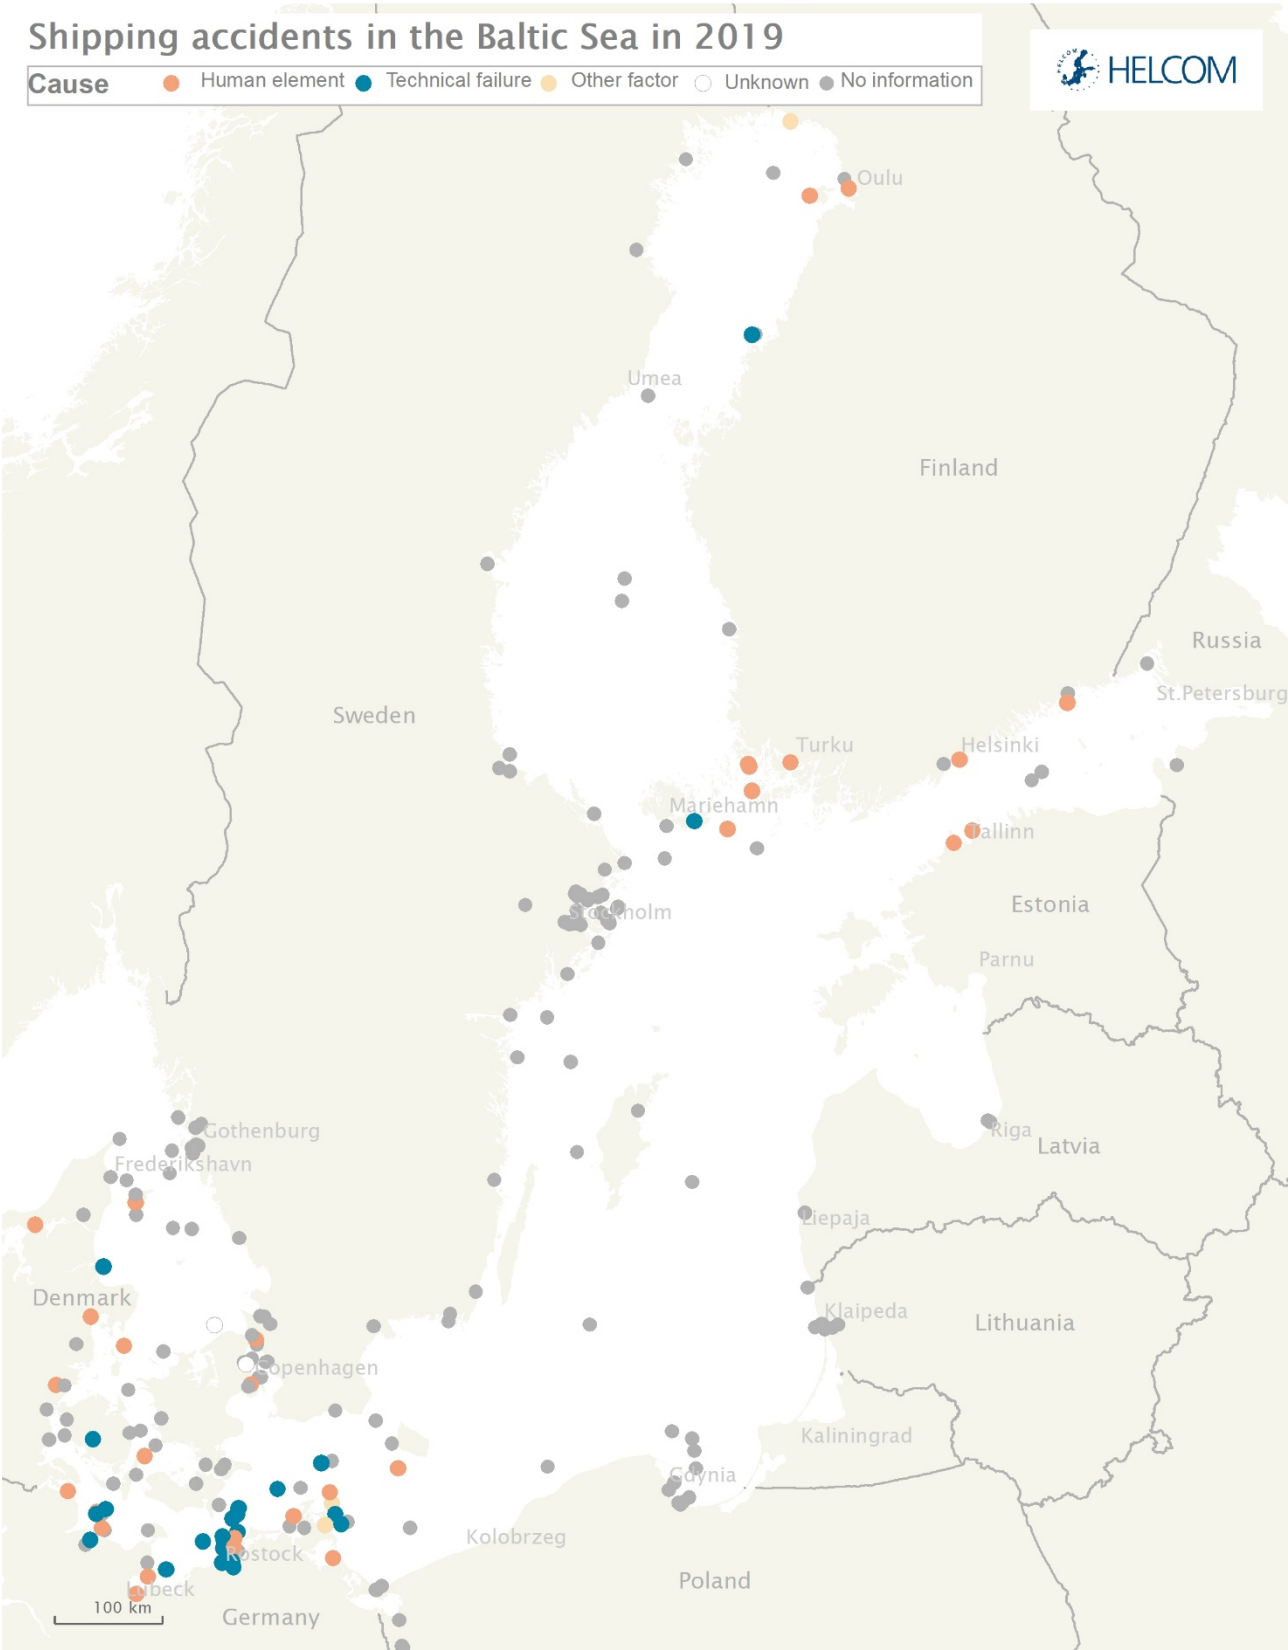 Shipping accidents in the Baltic Sea in 2019
HELCOM
HELCOM
Cause Human element Technical failure Other factor Unknown No information
Oulu
Umea
Finland
Russia
St.Petersburg
Sweden
Turku
Helsinki
Mariehamn
Tallinn
Stockholm
Estonia
Parnu
Gothenburg
Riga
Latvia
Frederikshavn
Liepaja
Denmark
Klaipeda
Lithuania
Copenhagen
Kaliningrad
Gdynia
Kolobrzeg
Rostock
Poland
Lübeck
100 km
Germany